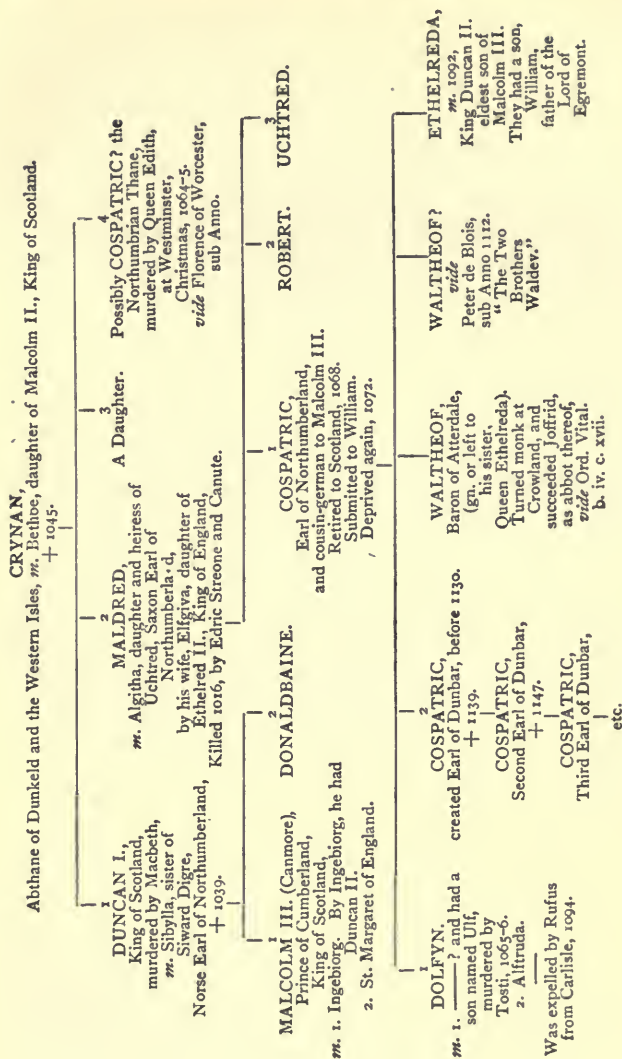 CRYNAN,
Abthane of Dunkeld and the Western Isles, m. Bethoe, daughter of Malcolm II., King of Scotland.
+ 1045.
1
DUNCAN I.,
King of Scotland,
murdered by Macbeth,
m. Sibylla, sister of
Siward Digre,
Norse Earl of Northumberland,
+ 1039.
2
MALDRED,
m. Algitha, daughter and heiress of
Uchtred, Saxon Earl of
Northumberla·d,
by his wife, Elfgiva, daughter of
Ethelred II., King of England,
Killed 1016, by Edric Streone and Canute.
3
A Daughter.
4
Possibly COSPATRIC? the
Northumbrian Thane,
murdered by Queen Edith,
at Westminster,
Christmas, 1064-5.
vide Florence of Worcester,
sub Anno.
1
MALCOLM III. (Canmore),
Prince of Cumberland,
King of Scotland,
m. 1. Ingebiorg. By Ingebiorg, he had
Duncan II.
2. St. Margaret of England.
2
DONALDBAINE.
1
COSPATRIC,
Earl of Northumberland,
and cousin-german to Malcolm III.
Retired to Scotland, 1068.
Submitted to William.
Deprived again, 1072.
2
ROBERT.
3
UCHTRED.
1
DOLFYN.
m. 1. —— ? and had a
son named Ulf,
murdered by
Tosti, 1065-6.
2. Alftruda.
Was expelled by Rufus
from Carlisle, 1094.
2
COSPATRIC,
created Earl of Dunbar, before 1130.
+ 1139.
COSPATRIC,
Second Earl of Dunbar,
+ 1147.
COSPATRIC,
Third Earl of Dunbar,
etc.
WALTHEOF,
Baron of Atterdale,
(gn. or left to
his sister.
Queen Ethelreda).
Turned monk at
Crowland, and
succeeded Joffrid,
as abbot thereof,
vide Ord. Vital.
b. iv. c. xvii.
WALTHEOF?
vide
Peter de Blois,
sub Anno 1112.
"The Two
Brothers
Waldev."
ETHELREDA,
m. 1092,
King Duncan II.
eldest son of
Malcolm III.
They had a son,
William,
father of the
Lord of
Egremont.